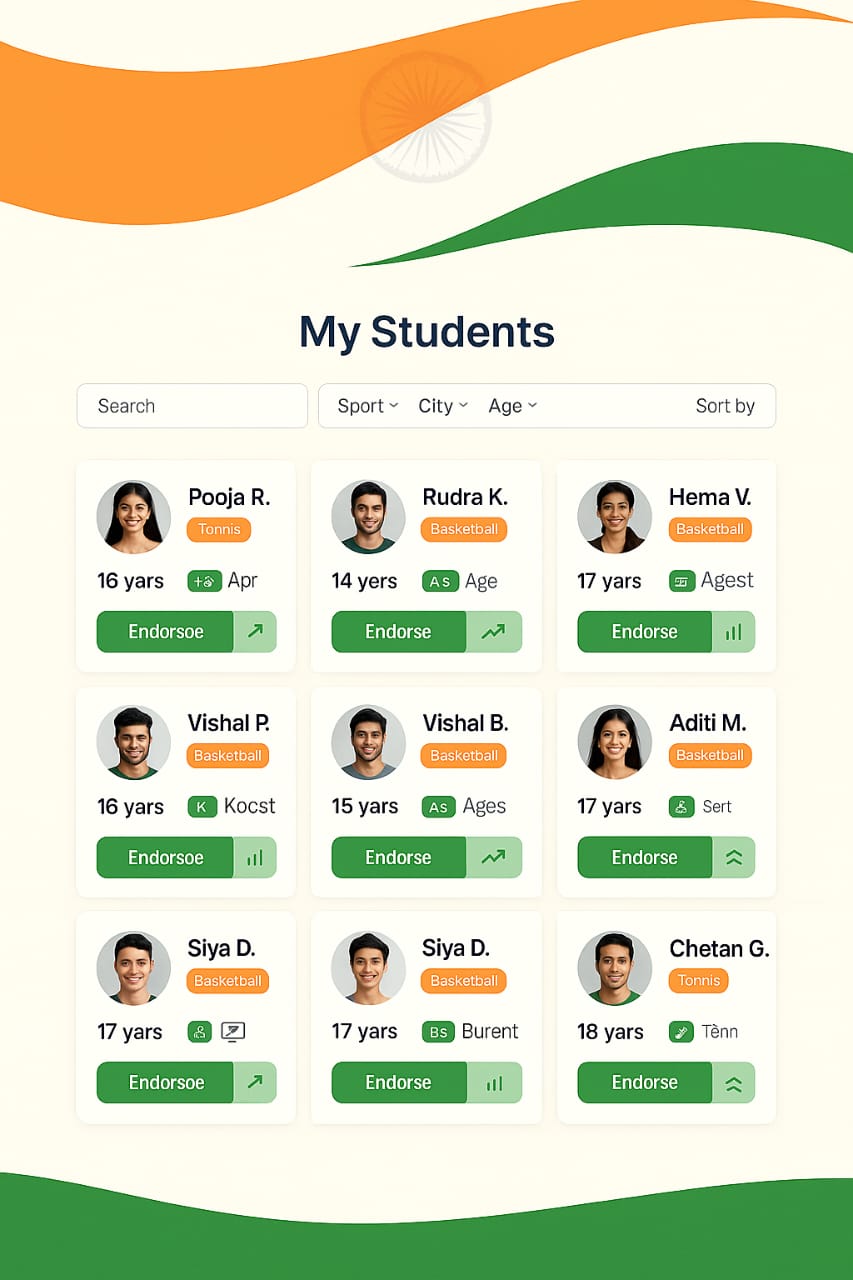 My Students
Search
Sport City Age Sort by
Pooja R.
Tonnis
16 yars Apr
Endorsoe
Rudra K.
Basketball
14 yers As Age
Endorse
Hema V.
Basketball
17 yars Agest
Endorse
Vishal P.
Basketball
16 yars K Kocst
Endorsoe
Vishal B.
Basketball
15 yars As Ages
Endorse
Aditi M.
Basketball
17 yars Sert
Endorse
Siya D.
Basketball
17 yars
Endorsoe
Siya D.
Basketball
17 yars Bs Burent
Endorse
Chetan G.
Tonnis
18 yars Tènn
Endorse